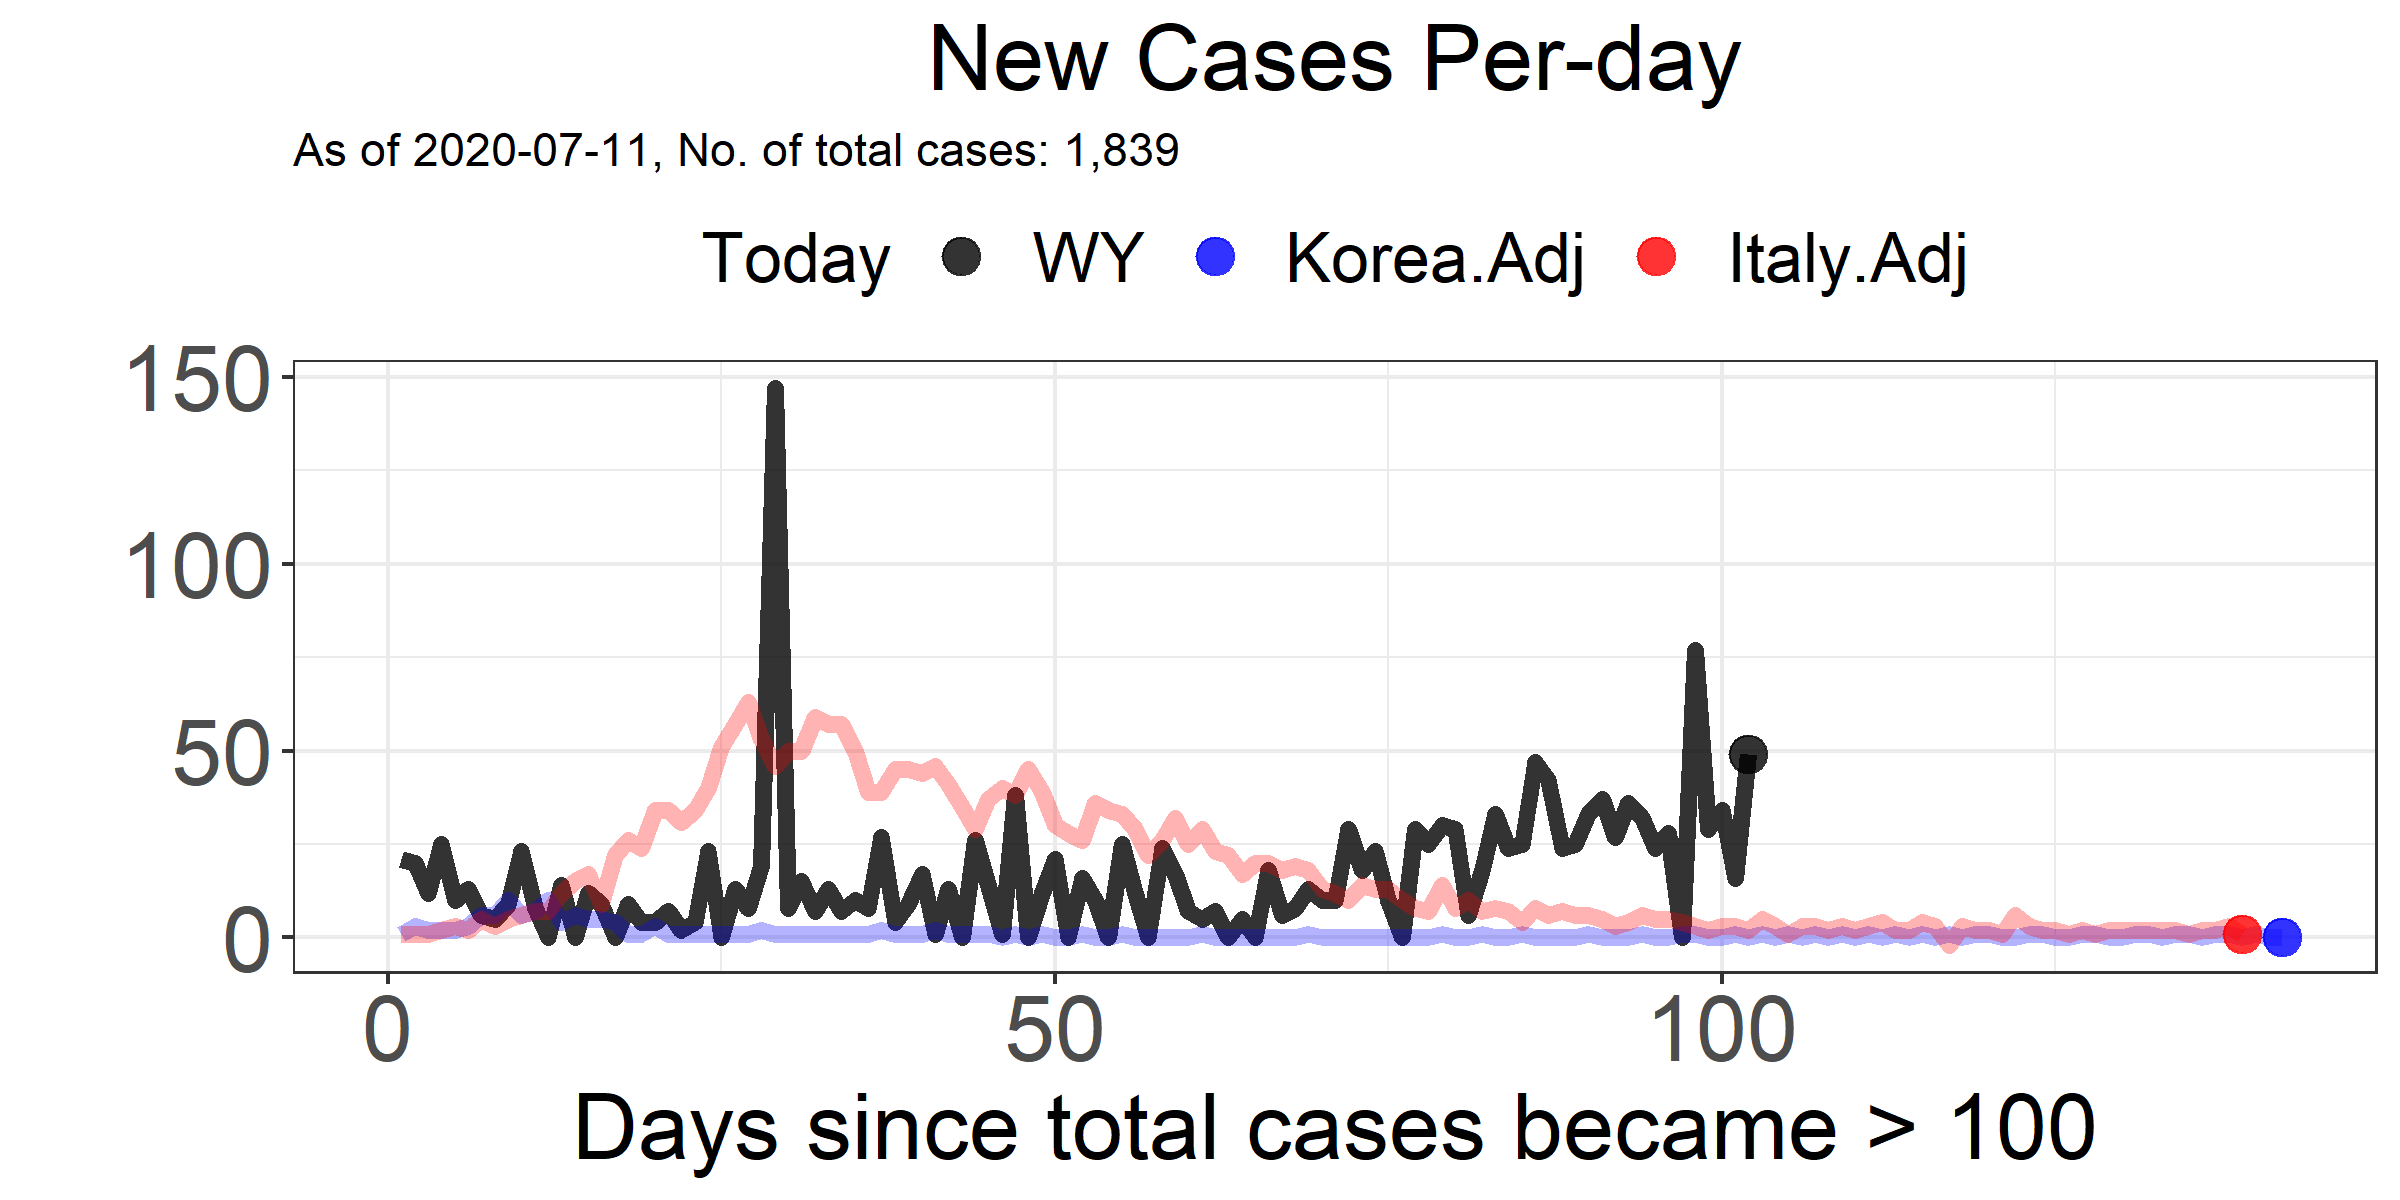 New Cases Per-day
As of 2020-07-11, No. of total cases: 1,839
Today WY Korea.Adj Italy.Adj
150
100
50
0
0 50 100
Days since total cases became > 100